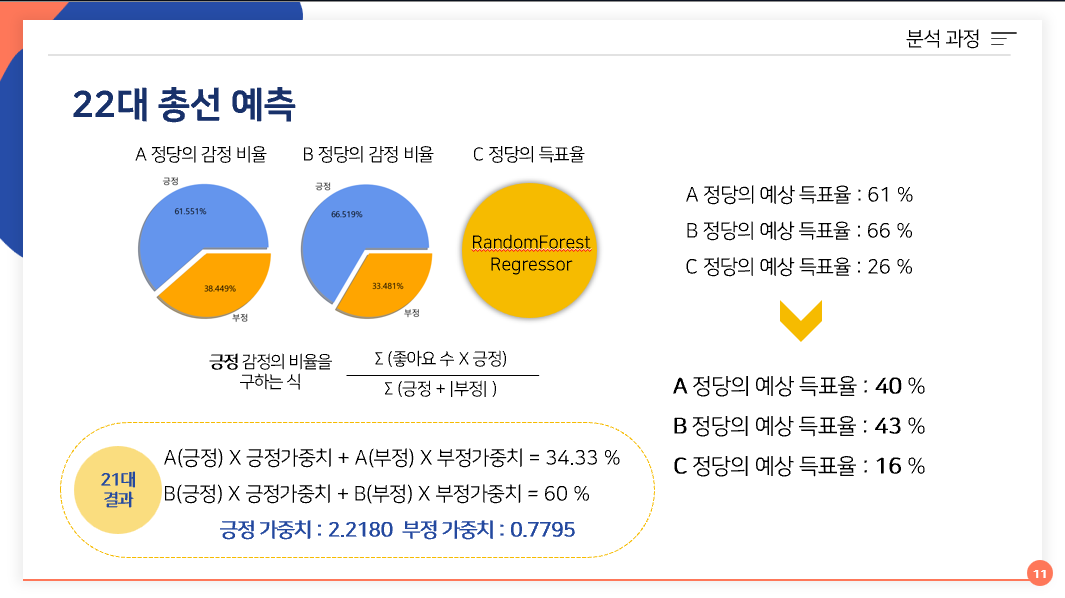 분석 과정
22대 총선 예측
A 정당의 감정 비율
긍정
61.551%
38.449%
부정
B 정당의 감정 비율
긍정
66.519%
33.481%
부정
C 정당의 득표율
RandomForest
Regressor
긍정 감정의 비율을
구하는 식
Σ (좋아요 수 X 긍정)
Σ (긍정 + |부정| )
21대
결과
A(긍정) X 긍정가중치 + A(부정) X 부정가중치 = 34.33 %
B(긍정) X 긍정가중치 + B(부정) X 부정가중치 = 60 %
긍정 가중치 : 2.2180 부정 가중치 : 0.7795
A 정당의 예상 득표율 : 61 %
B 정당의 예상 득표율 : 66 %
C 정당의 예상 득표율 : 26 %
A 정당의 예상 득표율 : 40 %
B 정당의 예상 득표율 : 43 %
C 정당의 예상 득표율 : 16 %
11